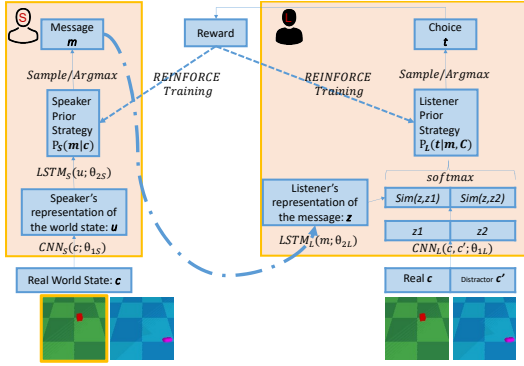 S
Message
m
Sample/Argmax
Speaker
Prior
Strategy
P_S(m|c)
LSTM_S(u; θ_2S)
Speaker's
representation of
the world state: u
CNN_S(c; θ_1S)
Real World State: c
Reward
REINFORCE
Training
REINFORCE
Training
L
Choice
t
Sample/Argmax
Listener
Prior
Strategy
P_L(t|m, C)
softmax
Listener's
representation of
the message: z
LSTM_L(m; θ_2L)
Sim(z,z1) Sim(z,z2)
z1 z2
CNN_L(c, c'; θ_1L)
Real c Distractor c'